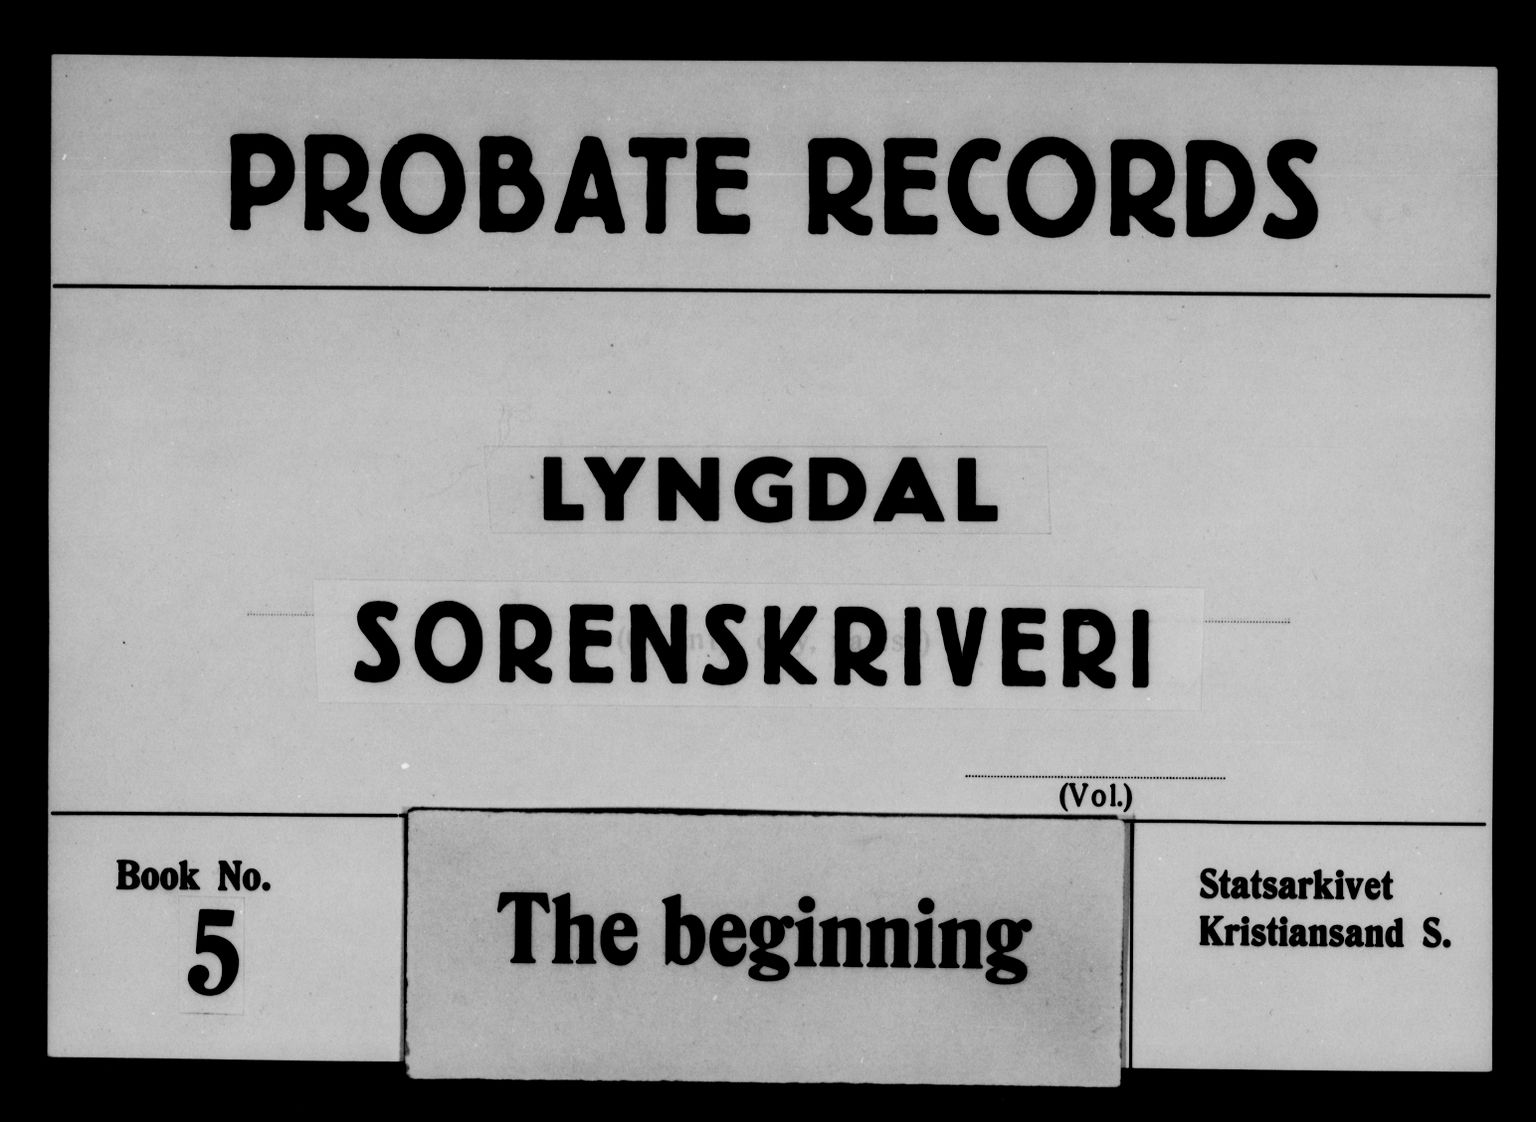 PROBATE RECORDS
LYNGDAL
SORENSKRIVERI
(Vol.)
Book No.
5
The beginning
Statsarkivet
Kristiansand S.